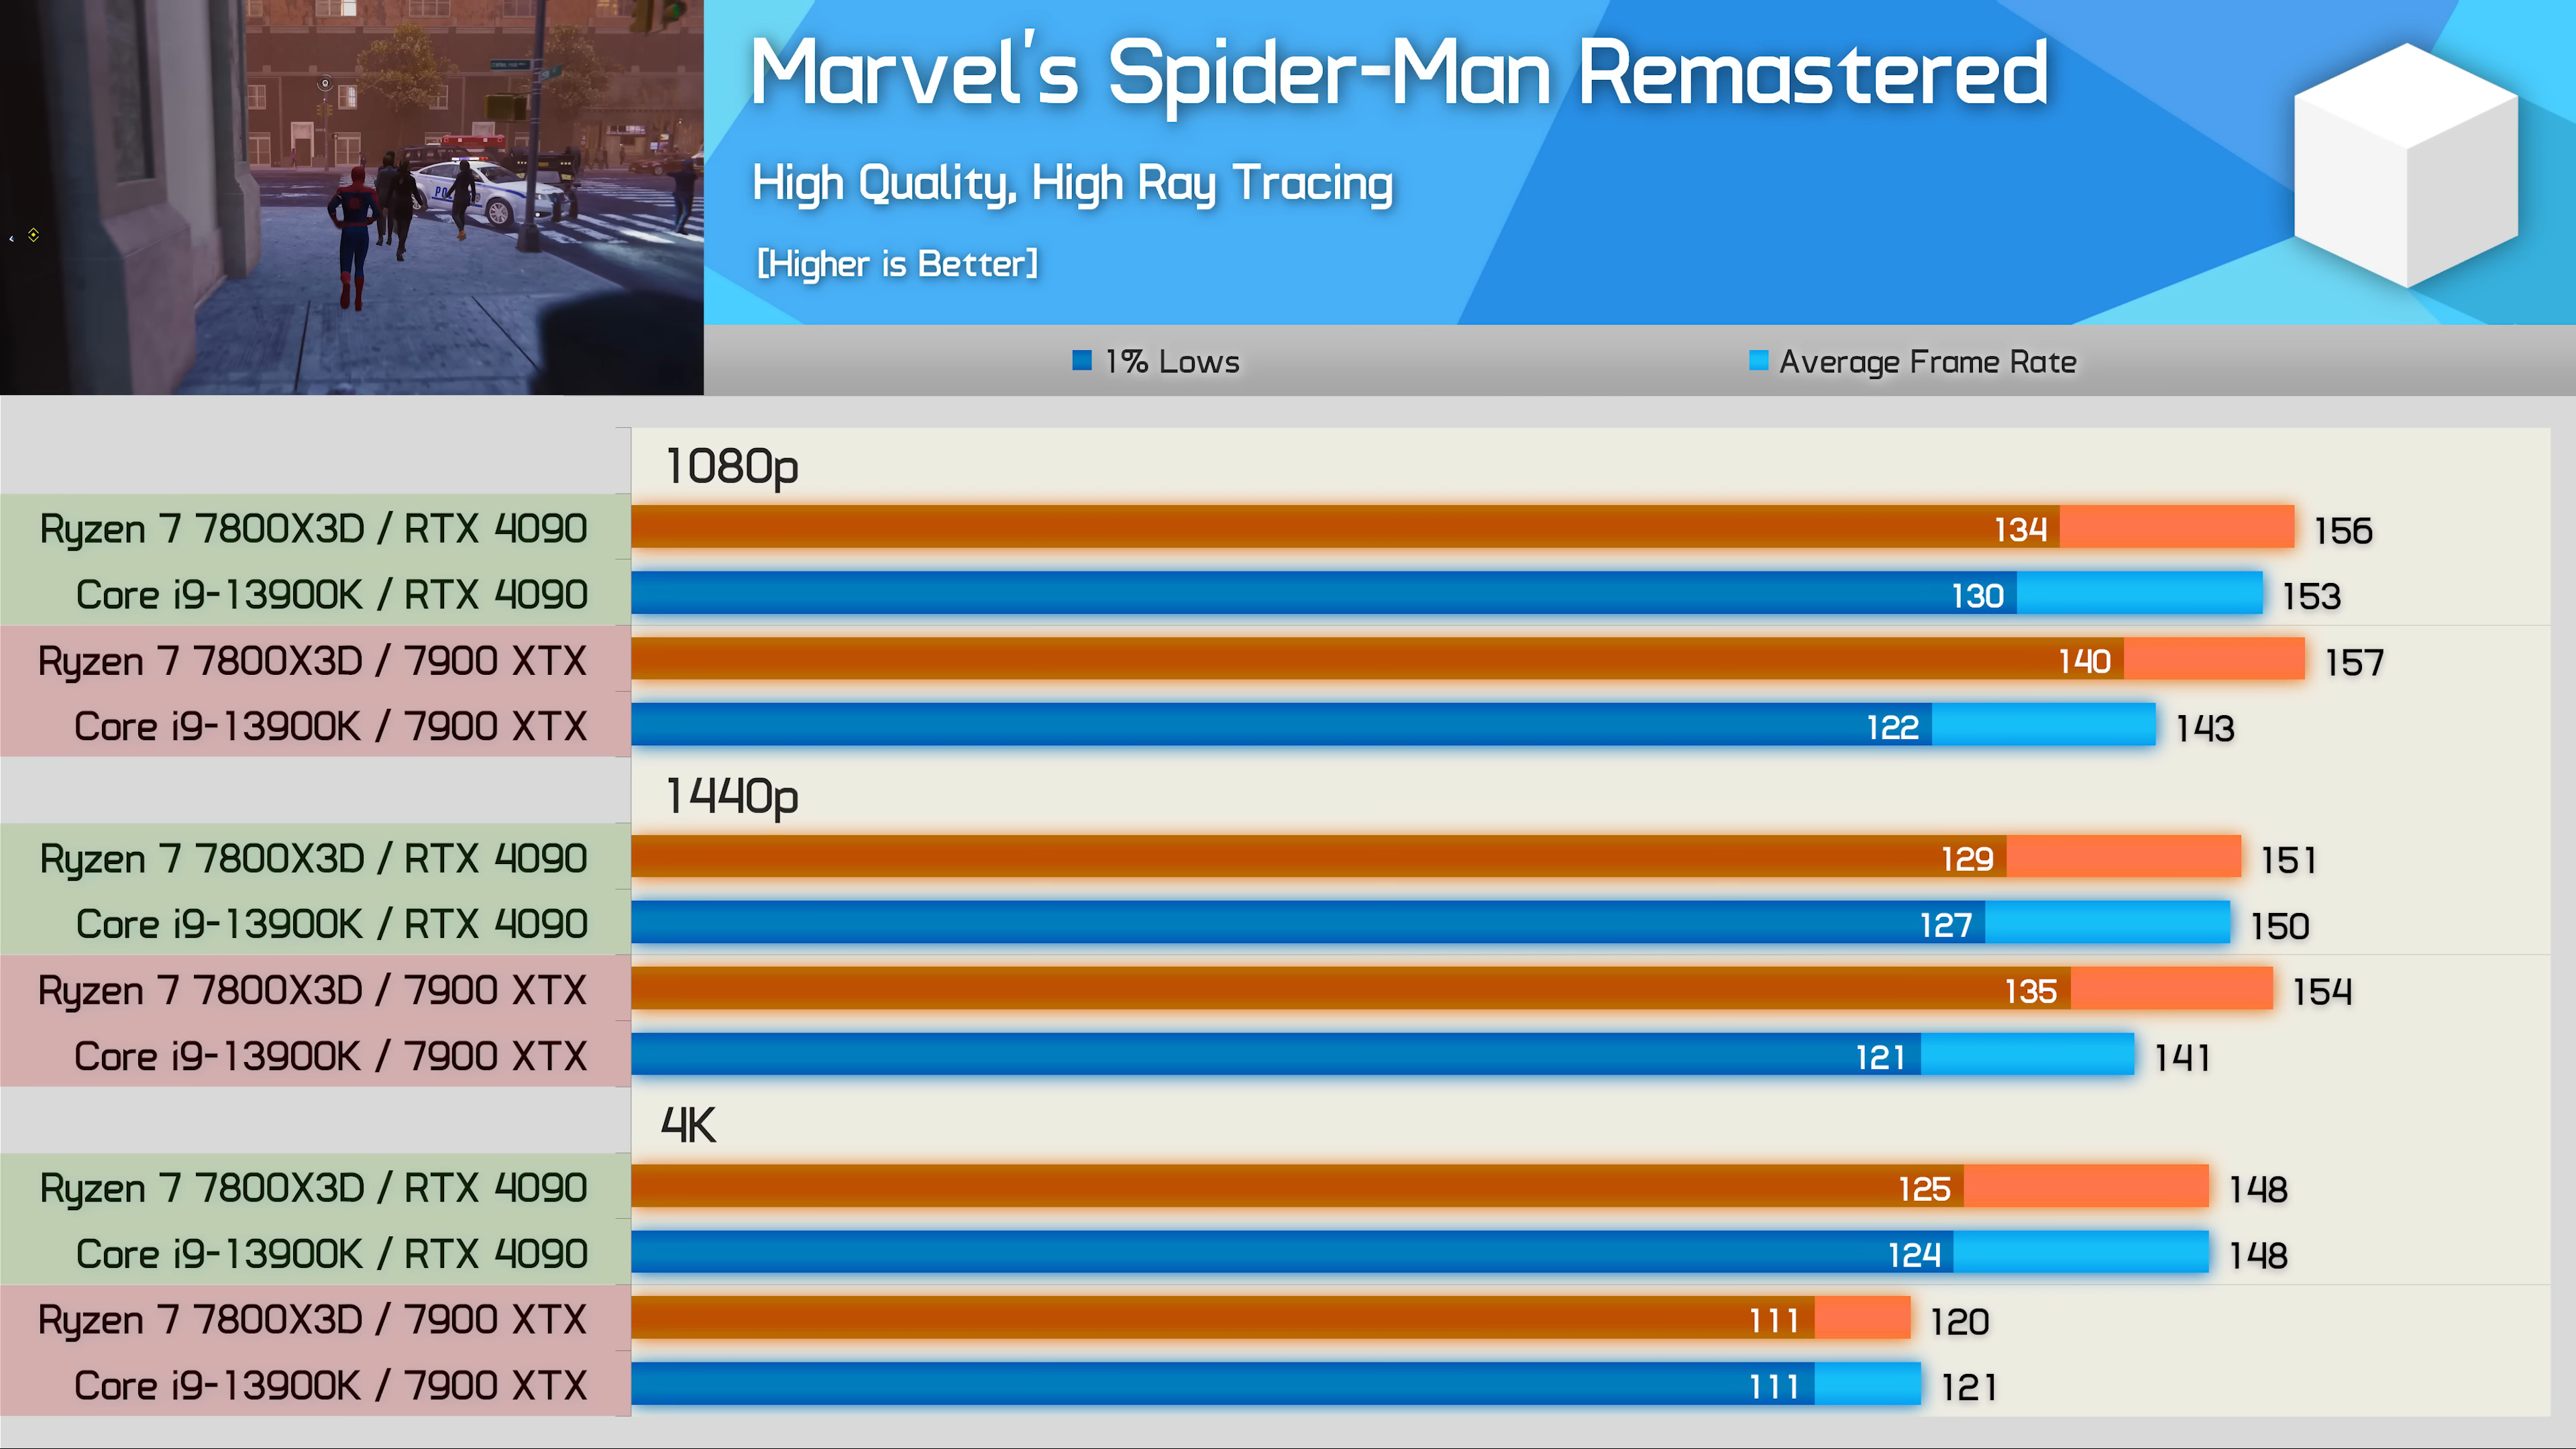 Marvel's Spider-Man Remastered
High Quality, High Ray Tracing
[Higher is Better]
1% Lows
Average Frame Rate
1080p
Ryzen 7 7800X3D / RTX 4090
134
156
Core i9-13900K / RTX 4090
130
153
Ryzen 7 7800X3D / 7900 XTX
140
157
Core i9-13900K / 7900 XTX
122
143
1440p
Ryzen 7 7800X3D / RTX 4090
129
151
Core i9-13900K / RTX 4090
127
150
Ryzen 7 7800X3D / 7900 XTX
135
154
Core i9-13900K / 7900 XTX
121
141
4K
Ryzen 7 7800X3D / RTX 4090
125
148
Core i9-13900K / RTX 4090
124
148
Ryzen 7 7800X3D / 7900 XTX
111
120
Core i9-13900K / 7900 XTX
111
121